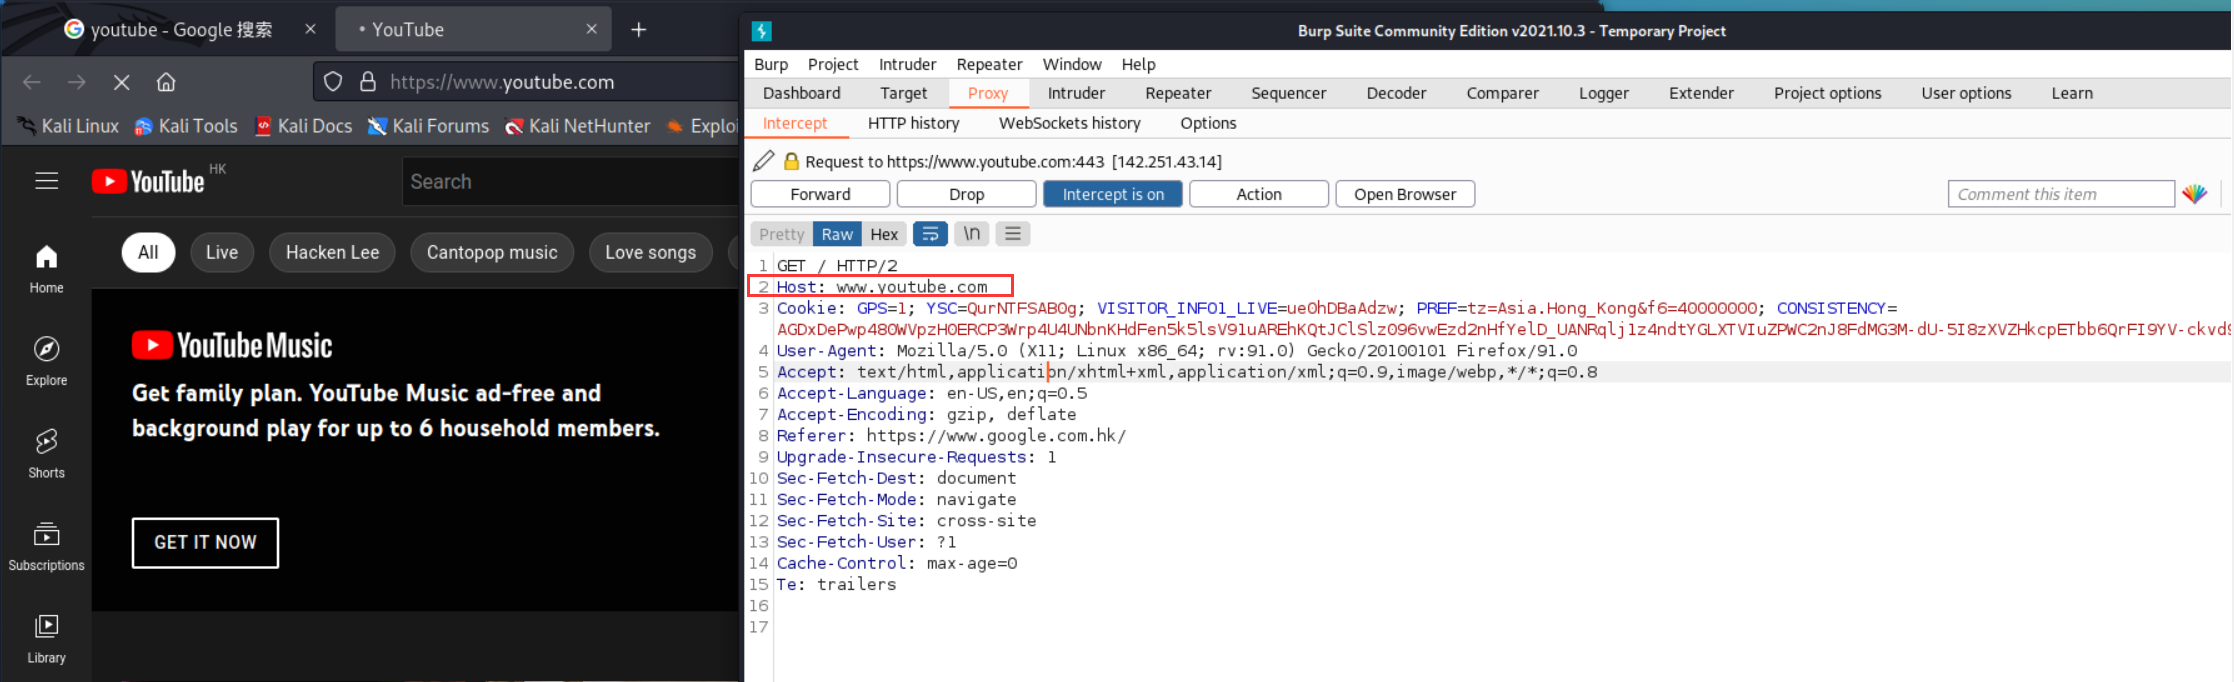 youtube - Google 搜索
YouTube
https://www.youtube.com
Kali Linux Kali Tools Kali Docs Kali Forums Kali NetHunter Exploi
YouTube HK
Search
All Live Hacken Lee Cantopop music Love songs
Home
Explore
Shorts
Subscriptions
Library
YouTube Music
Get family plan. YouTube Music ad-free and
background play for up to 6 household members.
GET IT NOW
Burp Suite Community Edition v2021.10.3 - Temporary Project
Burp Project Intruder Repeater Window Help
Dashboard Target Proxy Intruder Repeater Sequencer Decoder Comparer Logger Extender Project options User options Learn
Intercept HTTP history WebSockets history Options
Request to https://www.youtube.com:443 [142.251.43.14]
Forward Drop Intercept is on Action Open Browser Comment this item
Pretty Raw Hex \n
1 GET / HTTP/2
2 Host: www.youtube.com
3 Cookie: GPS=1; YSC=QurNTFSAB0g; VISITOR_INFO1_LIVE=ue0hDBaAdzw; PREF=tz=Asia.Hong_Kong&f6=40000000; CONSISTENCY=
4 User-Agent: Mozilla/5.0 (X11; Linux x86_64; rv:91.0) Gecko/20100101 Firefox/91.0
5 Accept: text/html,application/xhtml+xml,application/xml;q=0.9,image/webp,*/*;q=0.8
6 Accept-Language: en-US,en;q=0.5
7 Accept-Encoding: gzip, deflate
8 Referer: https://www.google.com.hk/
9 Upgrade-Insecure-Requests: 1
10 Sec-Fetch-Dest: document
11 Sec-Fetch-Mode: navigate
12 Sec-Fetch-Site: cross-site
13 Sec-Fetch-User: ?1
14 Cache-Control: max-age=0
15 Te: trailers
16
17